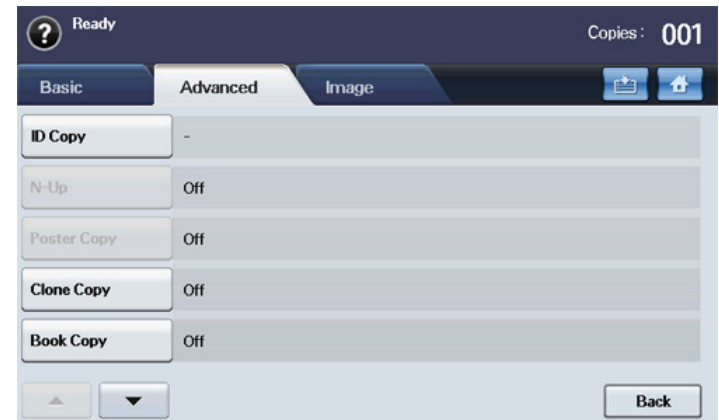 ? Ready
Copies : 001
Basic Advanced Image
ID Copy -
N-Up Off
Poster Copy Off
Clone Copy Off
Book Copy Off
Back